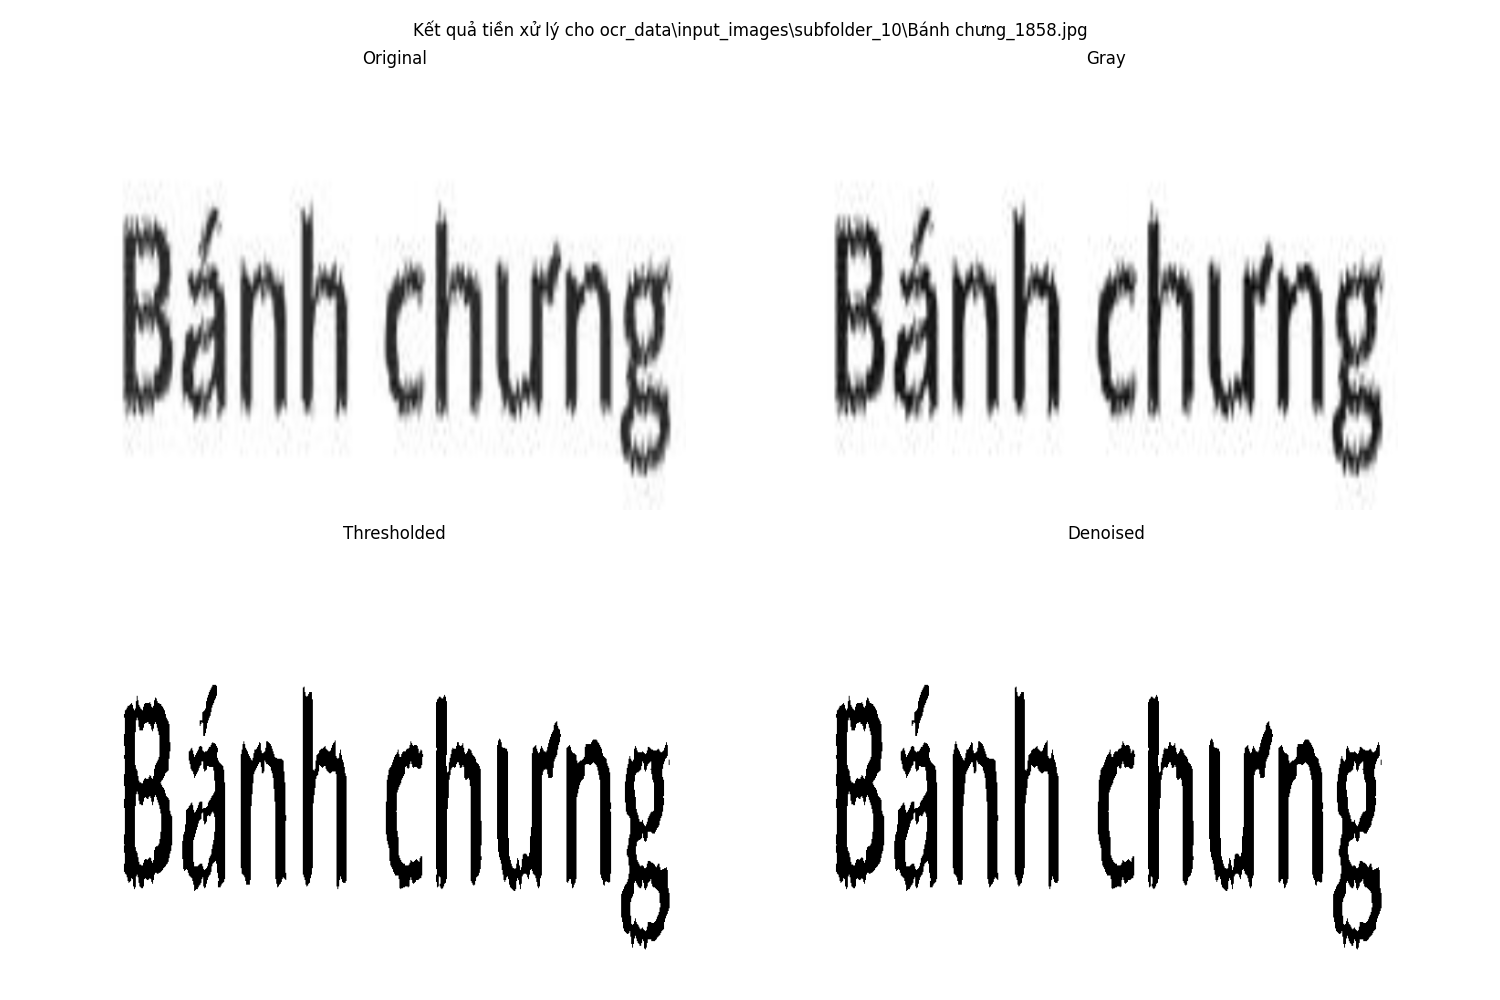 Kết quả tiền xử lý cho ocr_data\input_images\subfolder_10\Bánh chưng_1858.jpg
Original
Gray
Bánh chưng
Bánh chưng
Thresholded
Denoised
Bánh chưng
Bánh chưng